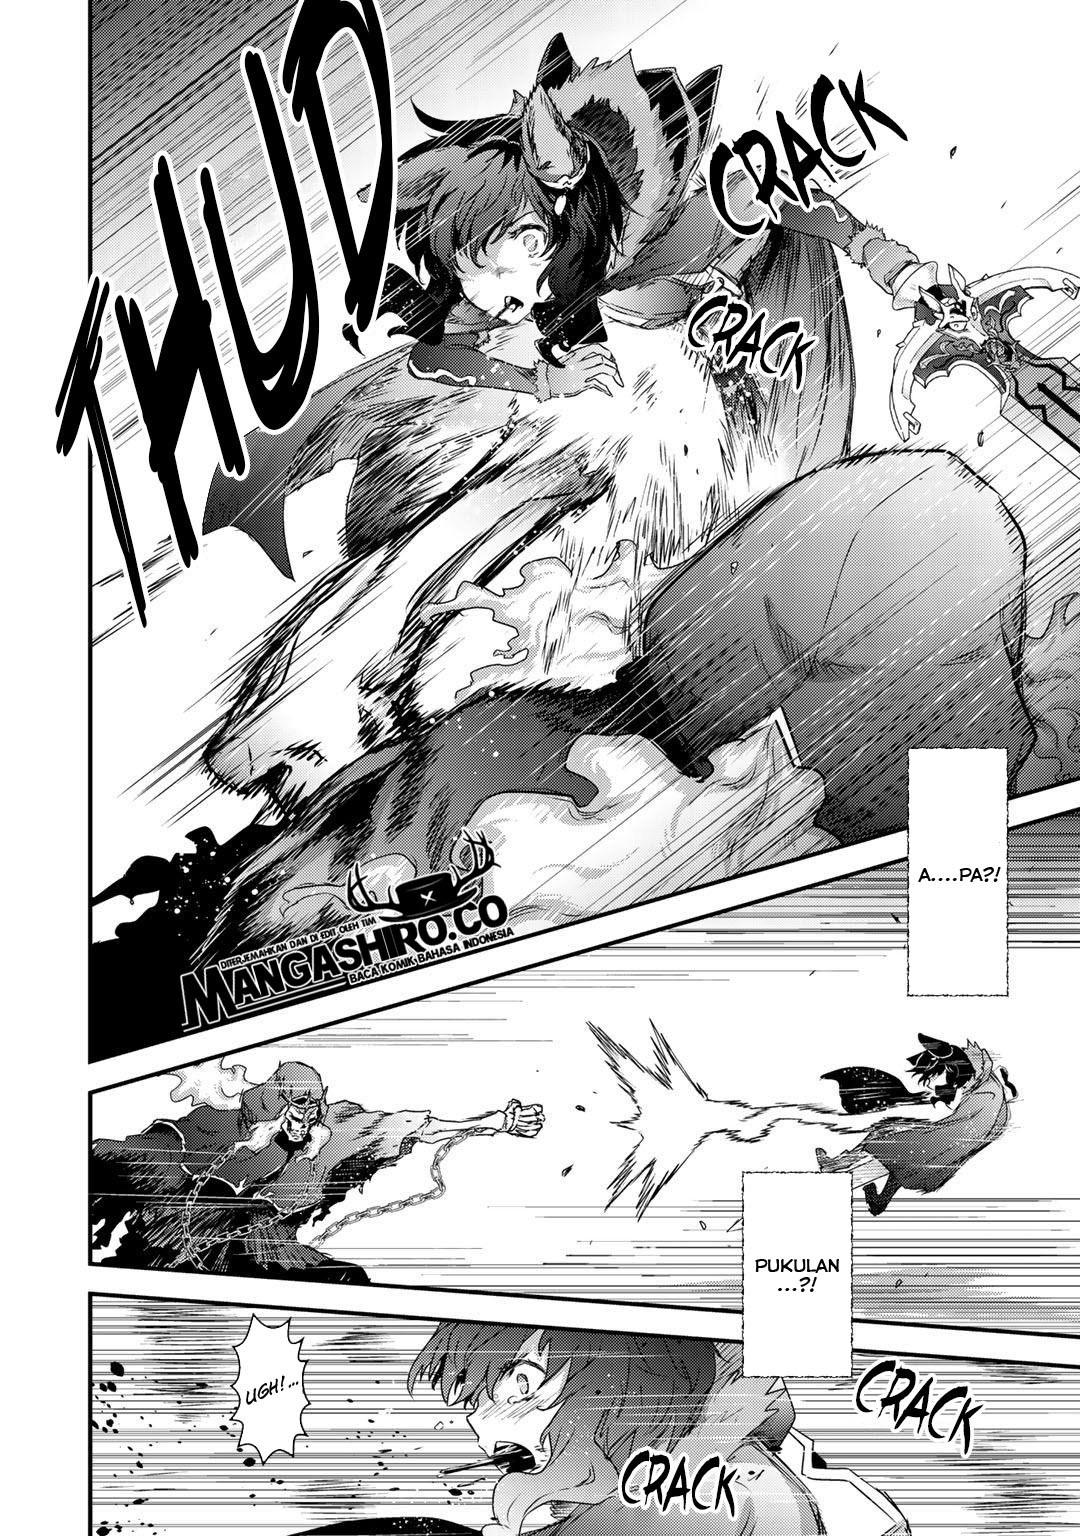 THUD
CRACK
CRACK
A....PA?!
DITERJEMAHKAN DAN DI EDIT OLEH TIM
MANGASHIRO.CO
BACA KOMIK BAHASA INDONESIA
PUKULAN
...?!
UGH!...
CRACK
CRACK